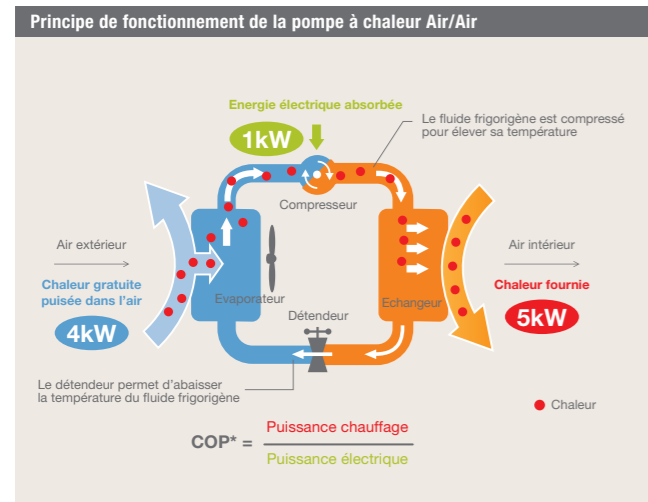 Principe de fonctionnement de la pompe à chaleur Air/Air
Energie électrique absorbée
1kW
Le fluide frigorigène est compressé
pour élever sa température
Compresseur
Air extérieur
Chaleur gratuite
puisée dans l'air
4kW
Evaporateur
Détendeur
Echangeur
Air intérieur
Chaleur fournie
5kW
Le détendeur permet d'abaisser
la température du fluide frigorigène
Chaleur
COP* = Puissance chauffage
Puissance électrique